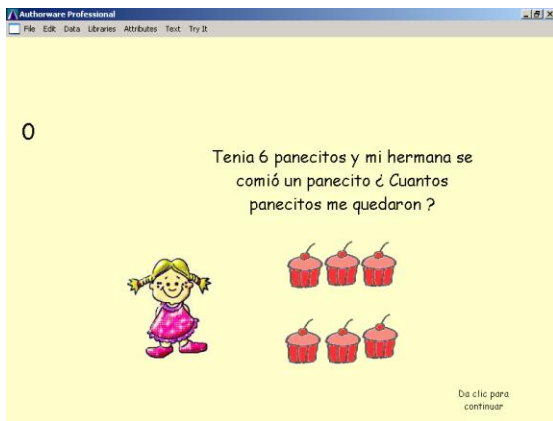 Authorware Professional
File Edit Data Libraries Attributes Text Try It
0
Tenia 6 panecitos y mi hermana se
comió un panecito ¿ Cuantos
panecitos me quedaron ?
Da clic para
continuar